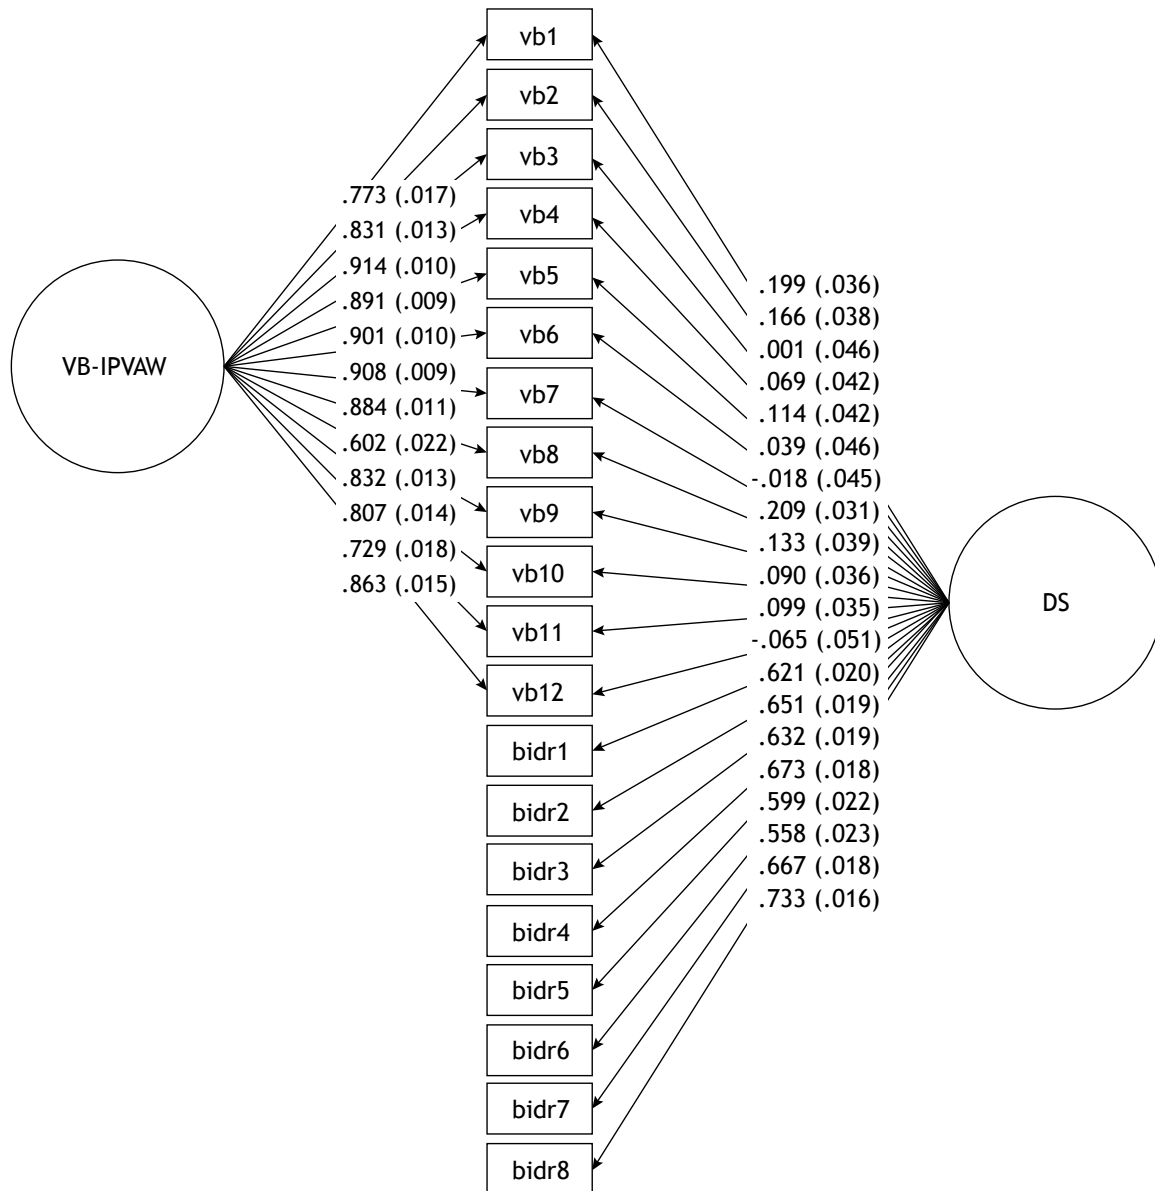 vb1
vb2
vb3
vb4
vb5
vb6
vb7
vb8
vb9
vb10
vb11
vb12
bidr1
bidr2
bidr3
bidr4
bidr5
bidr6
bidr7
bidr8
VB-IPVAW
.773 (.017)
.831 (.013)
.914 (.010)
.891 (.009)
.901 (.010)
.908 (.009)
.884 (.011)
.602 (.022)
.832 (.013)
.807 (.014)
.729 (.018)
.863 (.015)
.199 (.036)
.166 (.038)
.001 (.046)
.069 (.042)
.114 (.042)
.039 (.046)
-.018 (.045)
.209 (.031)
.133 (.039)
.090 (.036)
.099 (.035)
-.065 (.051)
.621 (.020)
.651 (.019)
.632 (.019)
.673 (.018)
.599 (.022)
.558 (.023)
.667 (.018)
.733 (.016)
DS